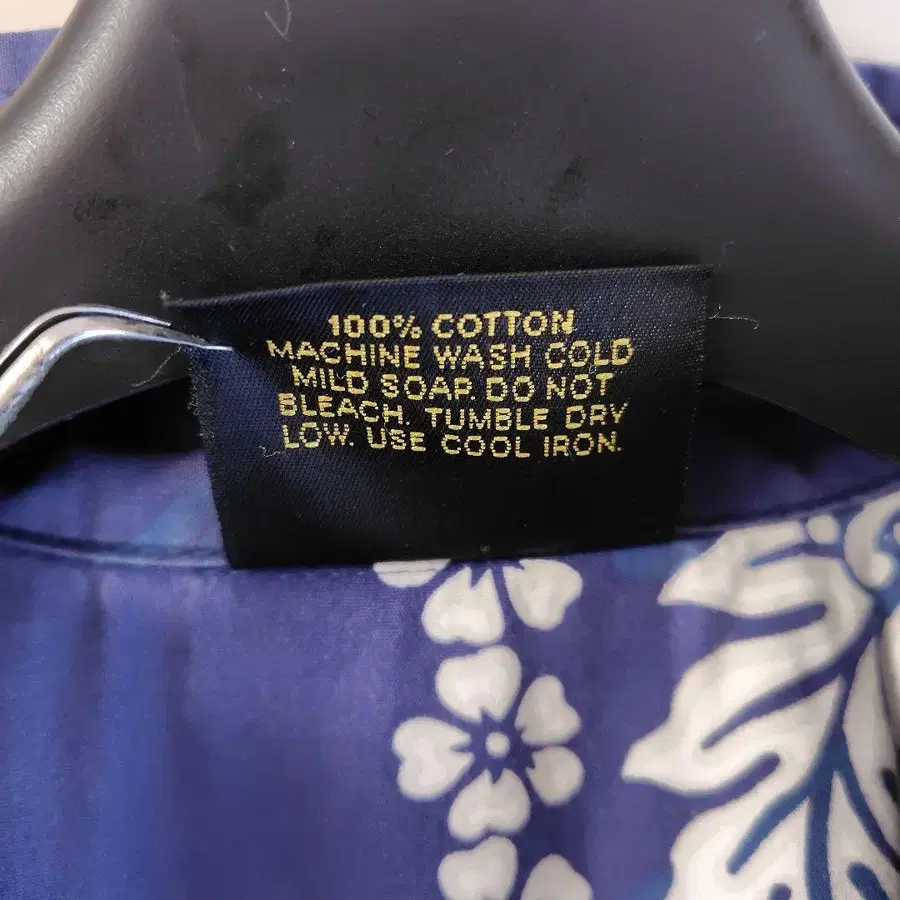 100% COTTON
MACHINE WASH COLD
MILD SOAP. DO NOT
BLEACH. TUMBLE DRY
LOW. USE COOL IRON.